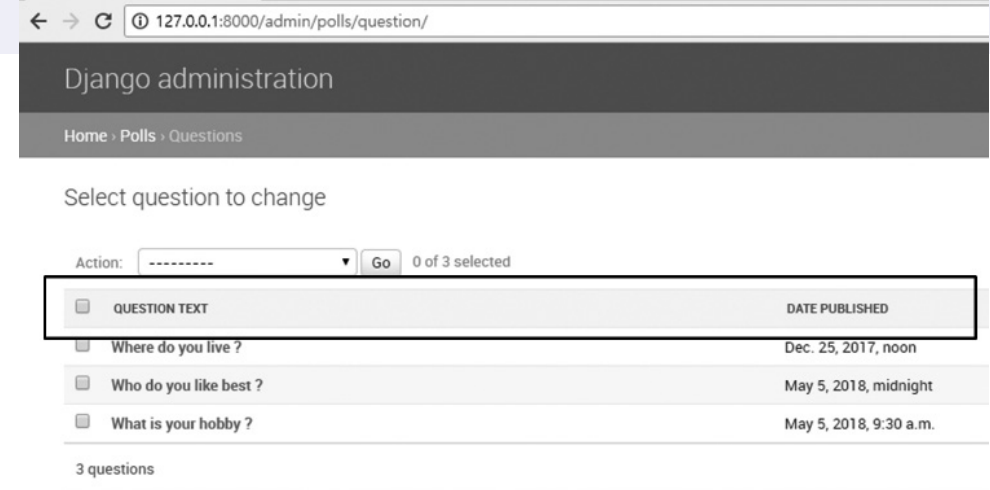 127.0.0.1:8000/admin/polls/question/
Django administration
Home › Polls › Questions
Select question to change
Action: --------- Go 0 of 3 selected
QUESTION TEXT DATE PUBLISHED
Where do you live ? Dec. 25, 2017, noon
Who do you like best ? May 5, 2018, midnight
What is your hobby ? May 5, 2018, 9:30 a.m.
3 questions